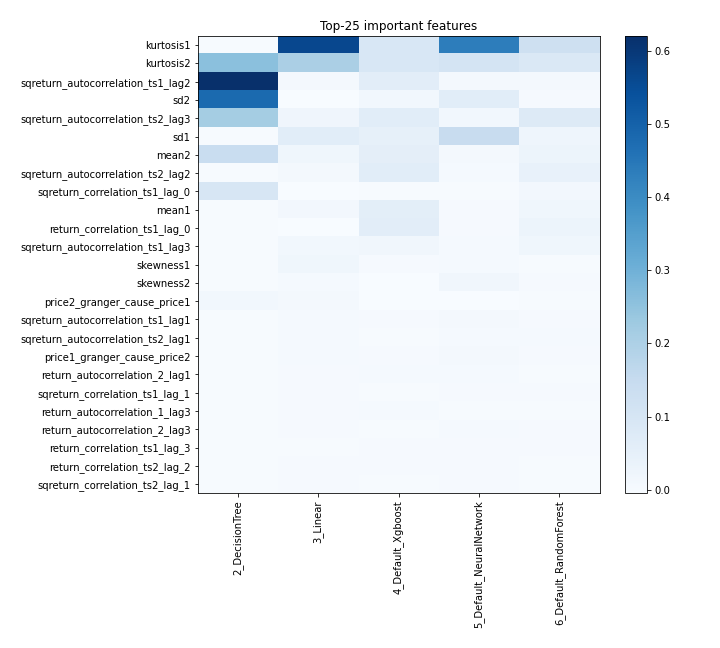 Top-25 important features
kurtosis1
kurtosis2
sqreturn_autocorrelation_ts1_lag2
sd2
sqreturn_autocorrelation_ts2_lag3
sd1
mean2
sqreturn_autocorrelation_ts2_lag2
sqreturn_correlation_ts1_lag_0
mean1
return_correlation_ts1_lag_0
sqreturn_autocorrelation_ts1_lag3
skewness1
skewness2
price2_granger_cause_price1
sqreturn_autocorrelation_ts1_lag1
sqreturn_autocorrelation_ts2_lag1
price1_granger_cause_price2
return_autocorrelation_2_lag1
sqreturn_correlation_ts1_lag_1
return_autocorrelation_1_lag3
return_autocorrelation_2_lag3
return_correlation_ts1_lag_3
return_correlation_ts2_lag_2
sqreturn_correlation_ts2_lag_1
2_DecisionTree
3_Linear
4_Default_Xgboost
5_Default_NeuralNetwork
6_Default_RandomForest
0.6
0.5
0.4
0.3
0.2
0.1
0.0